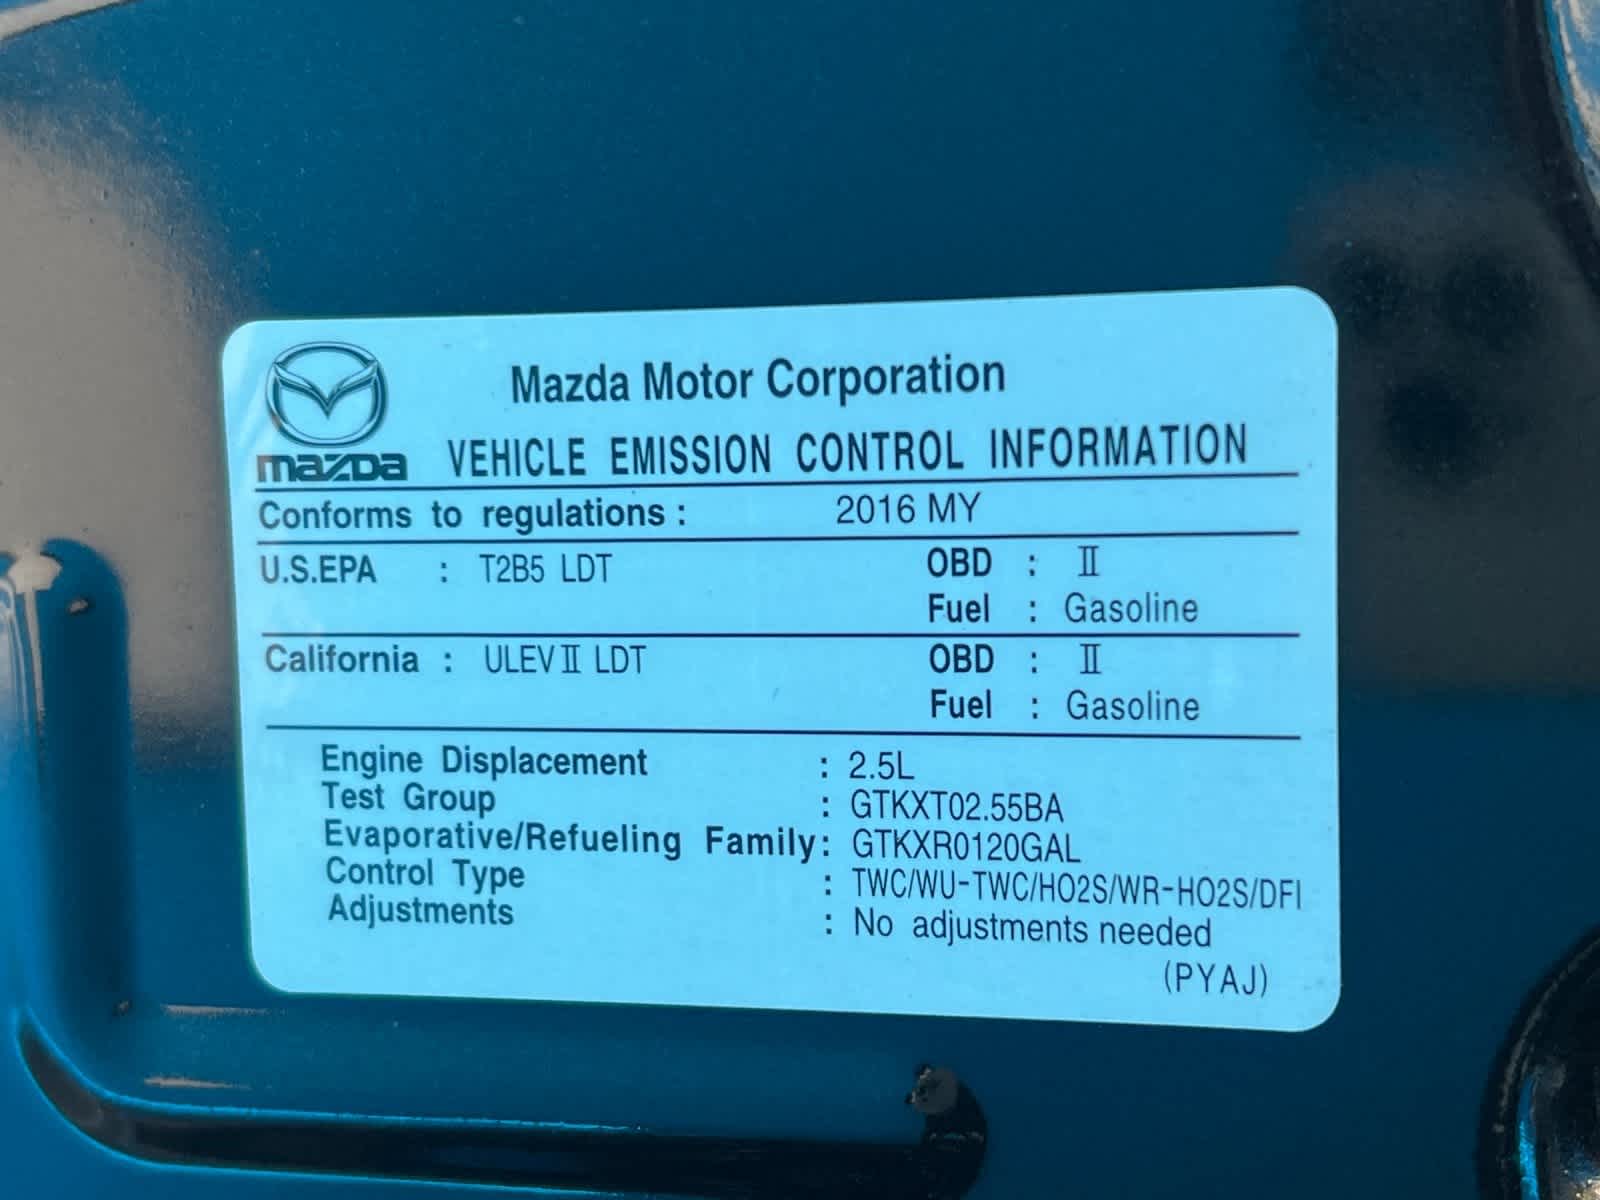 Mazda Motor Corporation
mazda VEHICLE EMISSION CONTROL INFORMATION
Conforms to regulations : 2016 MY
U.S.EPA : T2B5 LDT OBD : II
Fuel : Gasoline
California : ULEV II LDT OBD : II
Fuel : Gasoline
Engine Displacement : 2.5L
Test Group : GTKXT02.55BA
Evaporative/Refueling Family : GTKXR0120GAL
Control Type : TWC/WU-TWC/HO2S/WR-HO2S/DFI
Adjustments : No adjustments needed
(PYAJ)